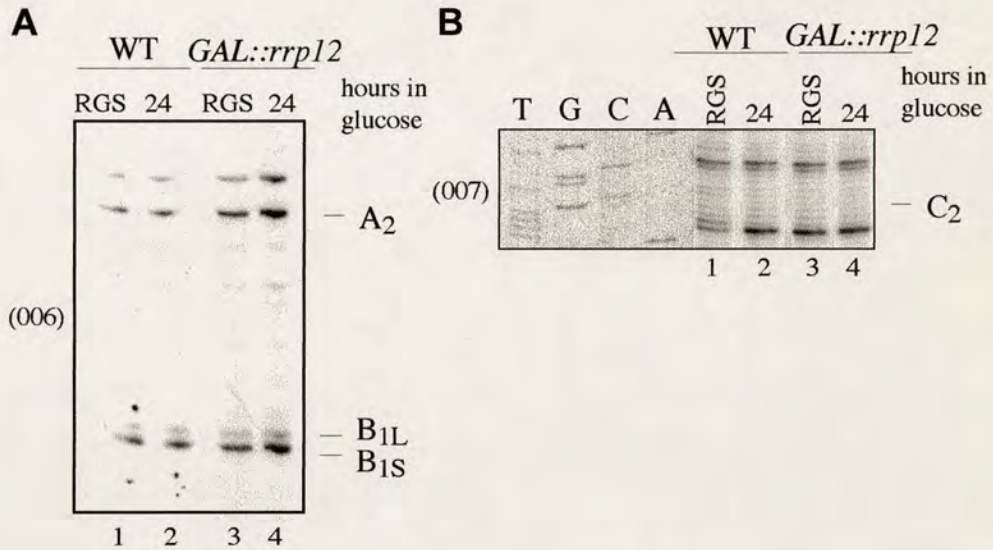 A
WT GAL::rrp12
RGS 24 RGS 24 hours in
glucose
A2
(006)
B1L
B1S
1 2 3 4
B
WT GAL::rrp12
T G C A RGS 24 RGS 24 hours in
glucose
(007)
C2
1 2 3 4